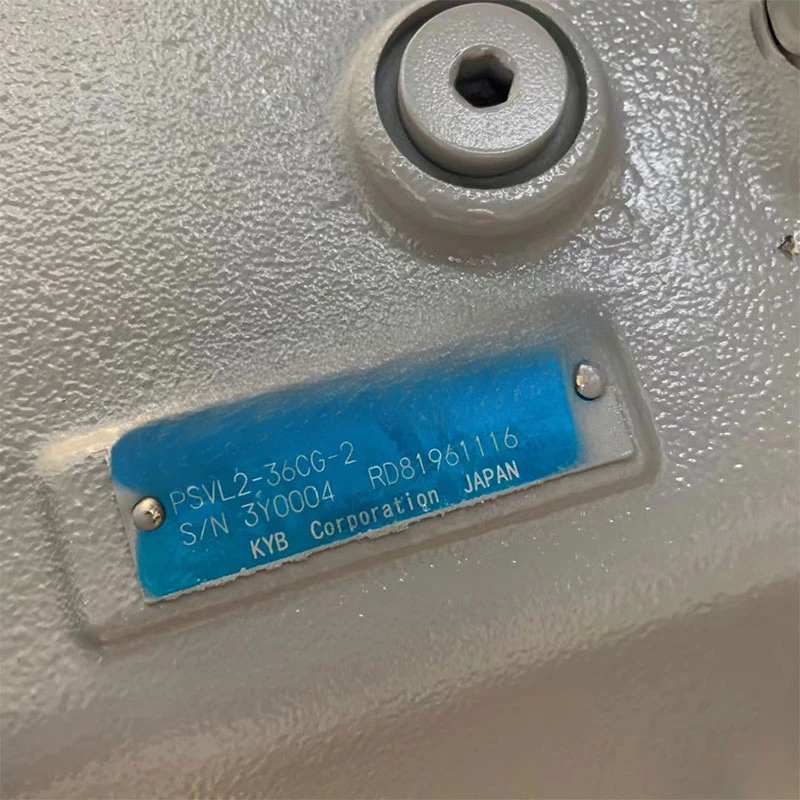 PSVL2-36CG-2
S/N 3Y0004 RD81961116
KYB Corporation JAPAN